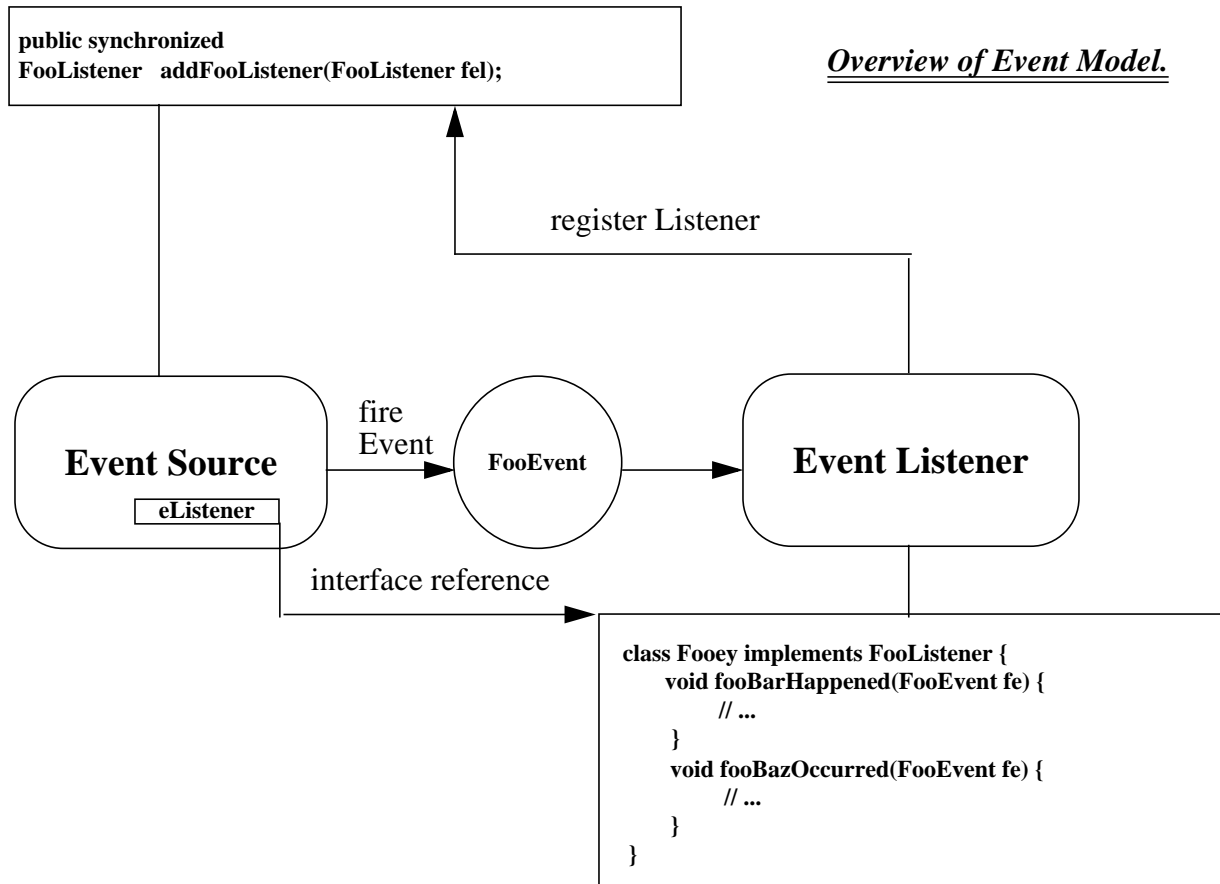 public synchronized
FooListener addFooListener(FooListener fel);
Overview of Event Model.
register Listener
fire
Event
Event Source
eListener
FooEvent
Event Listener
interface reference
class Fooey implements FooListener {
void fooBarHappened(FooEvent fe) {
// ...
}
void fooBazOccurred(FooEvent fe) {
// ...
}
}